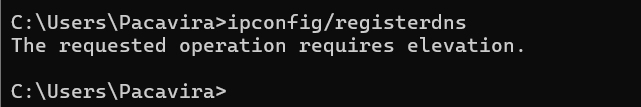 C:\Users\Pacavira>ipconfig/registerdns
The requested operation requires elevation.
C:\Users\Pacavira>